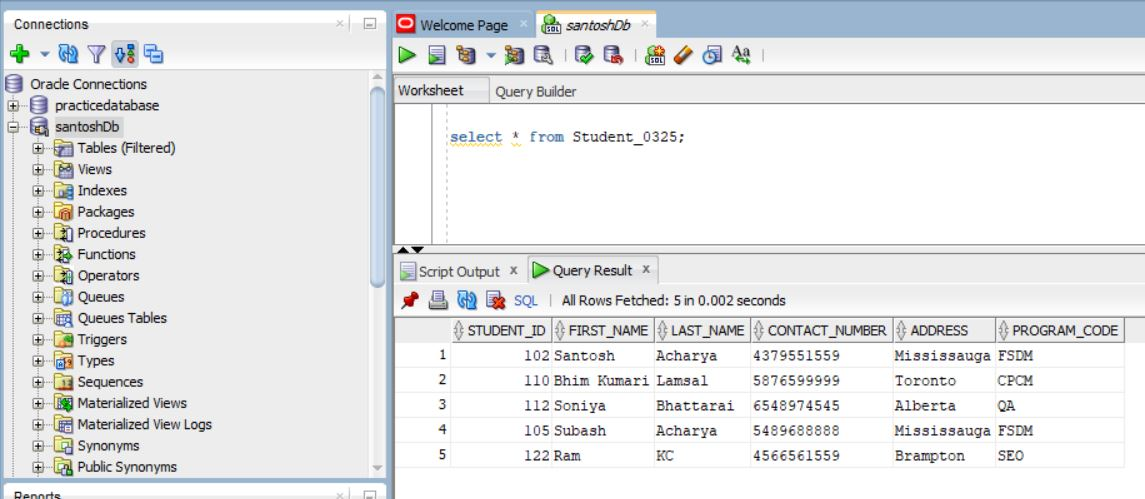 Connections
Oracle Connections
practicedatabase
santoshDb
Tables (Filtered)
Views
Indexes
Packages
Procedures
Functions
Operators
Queues
Queues Tables
Triggers
Types
Sequences
Materialized Views
Materialized View Logs
Synonyms
Public Synonyms
Reports
Welcome Page santoshDb
SQL Aa
Worksheet Query Builder
select * from Student_0325;
Script Output x Query Result x
SQL | All Rows Fetched: 5 in 0.002 seconds
STUDENT_ID FIRST_NAME LAST_NAME CONTACT_NUMBER ADDRESS PROGRAM_CODE
1 102 Santosh Acharya 4379551559 Mississauga FSDM
2 110 Bhim Kumari Lamsal 5876599999 Toronto CPCM
3 112 Soniya Bhattarai 6548974545 Alberta QA
4 105 Subash Acharya 5489688888 Mississauga FSDM
5 122 Ram KC 4566561559 Brampton SEO